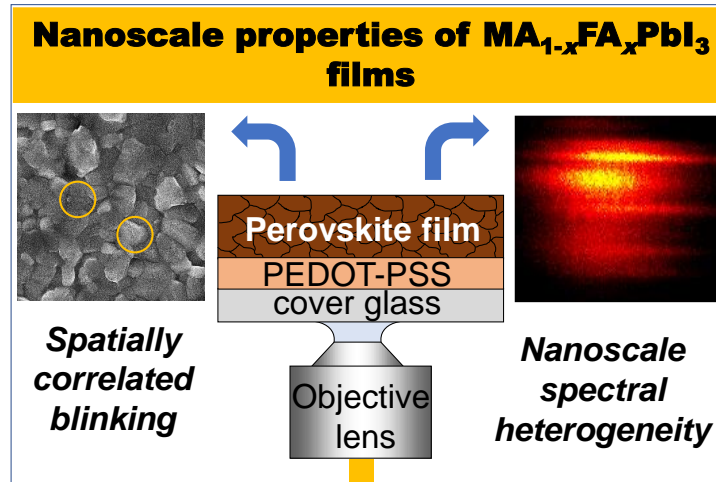 Nanoscale properties of MA₁₋ₓFAₓPbI₃
films
Perovskite film
PEDOT-PSS
cover glass
Spatially
correlated
blinking
Objective
lens
Nanoscale
spectral
heterogeneity